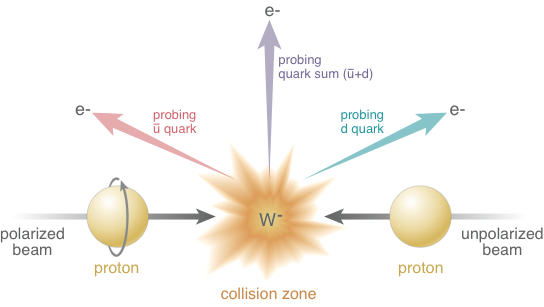 e-
probing
quark sum (ū+d)
e-
probing
ū quark
probing
d quark
e-
W-
polarized
beam
proton
collision zone
proton
unpolarized
beam